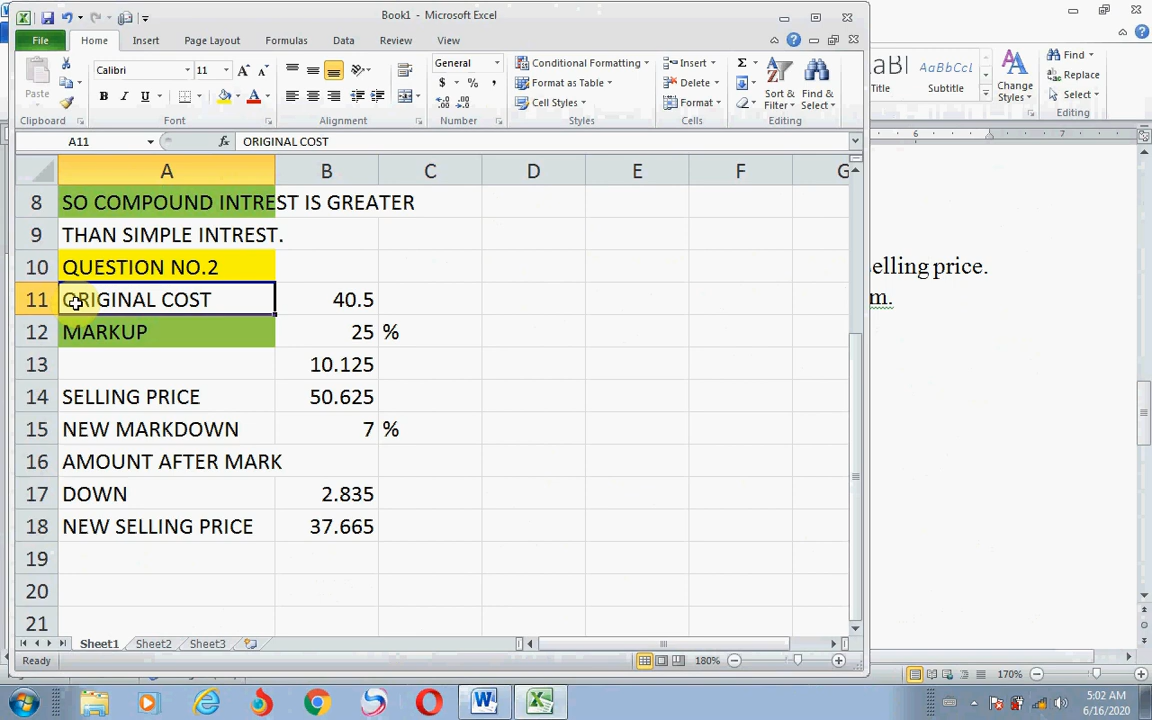 Book1 - Microsoft Excel
File Home Insert Page Layout Formulas Data Review View
Paste
Clipboard
Calibri 11
B I U A
Font
Alignment
General
$ % ,
Number
Conditional Formatting
Format as Table
Cell Styles
Styles
Insert
Delete
Format
Cells
Σ
Sort & Filter
Find & Select
Editing
Title
AaBbCcl
Subtitle
Change Styles
Find
Replace
Select
Editing
A11 fx ORIGINAL COST
6 7
A B C D E F G
8 SO COMPOUND INTREST IS GREATER
9 THAN SIMPLE INTREST.
10 QUESTION NO.2
11 ORIGINAL COST 40.5
12 MARKUP 25 %
13 10.125
14 SELLING PRICE 50.625
15 NEW MARKDOWN 7 %
16 AMOUNT AFTER MARK
17 DOWN 2.835
18 NEW SELLING PRICE 37.665
19
20
21
elling price.
m.
Sheet1 Sheet2 Sheet3
Ready 180%
170%
5:02 AM
6/16/2020